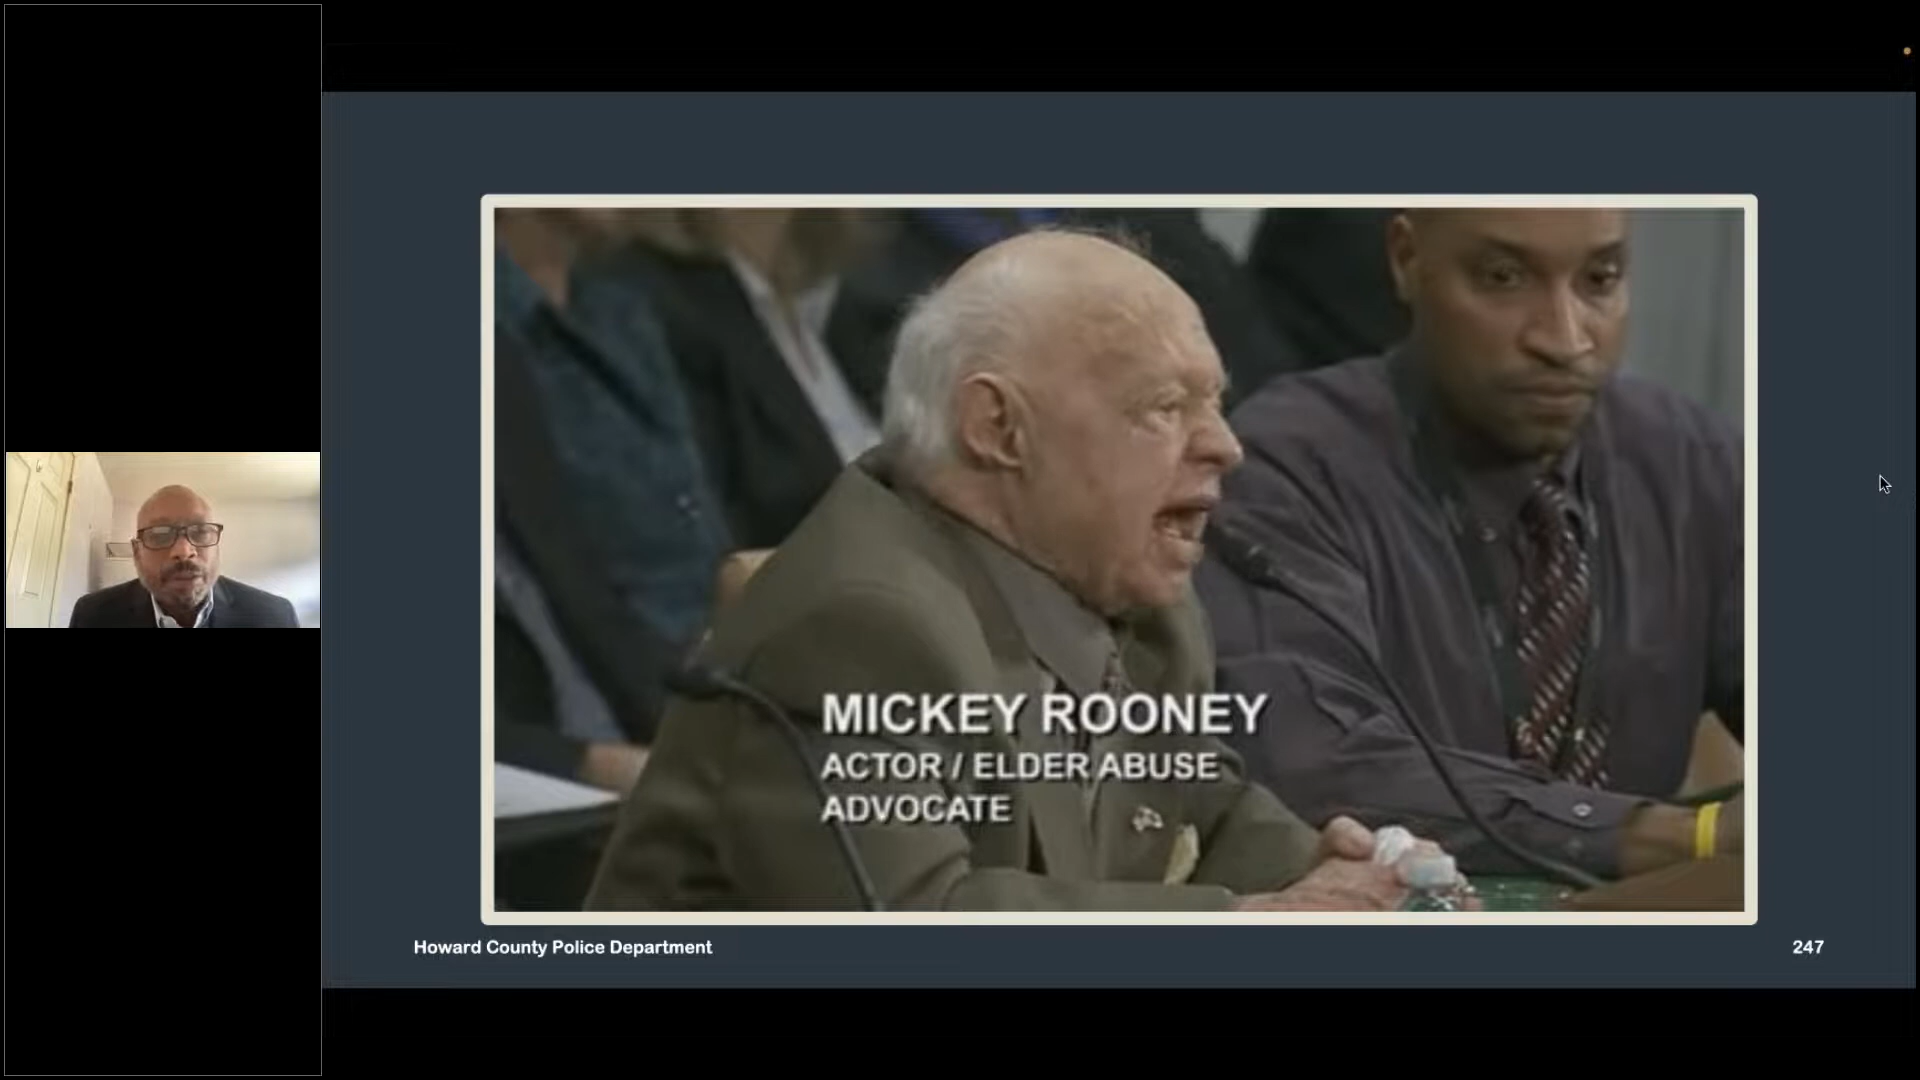 MICKEY ROONEY
ACTOR / ELDER ABUSE
ADVOCATE
Howard County Police Department
247